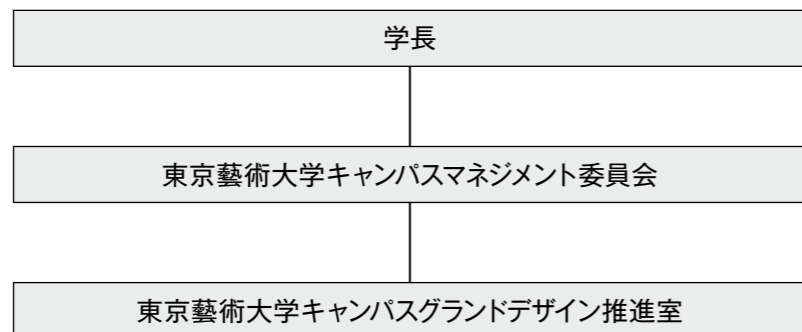 学長
東京藝術大学キャンパスマネジメント委員会
東京藝術大学キャンパスグランドデザイン推進室